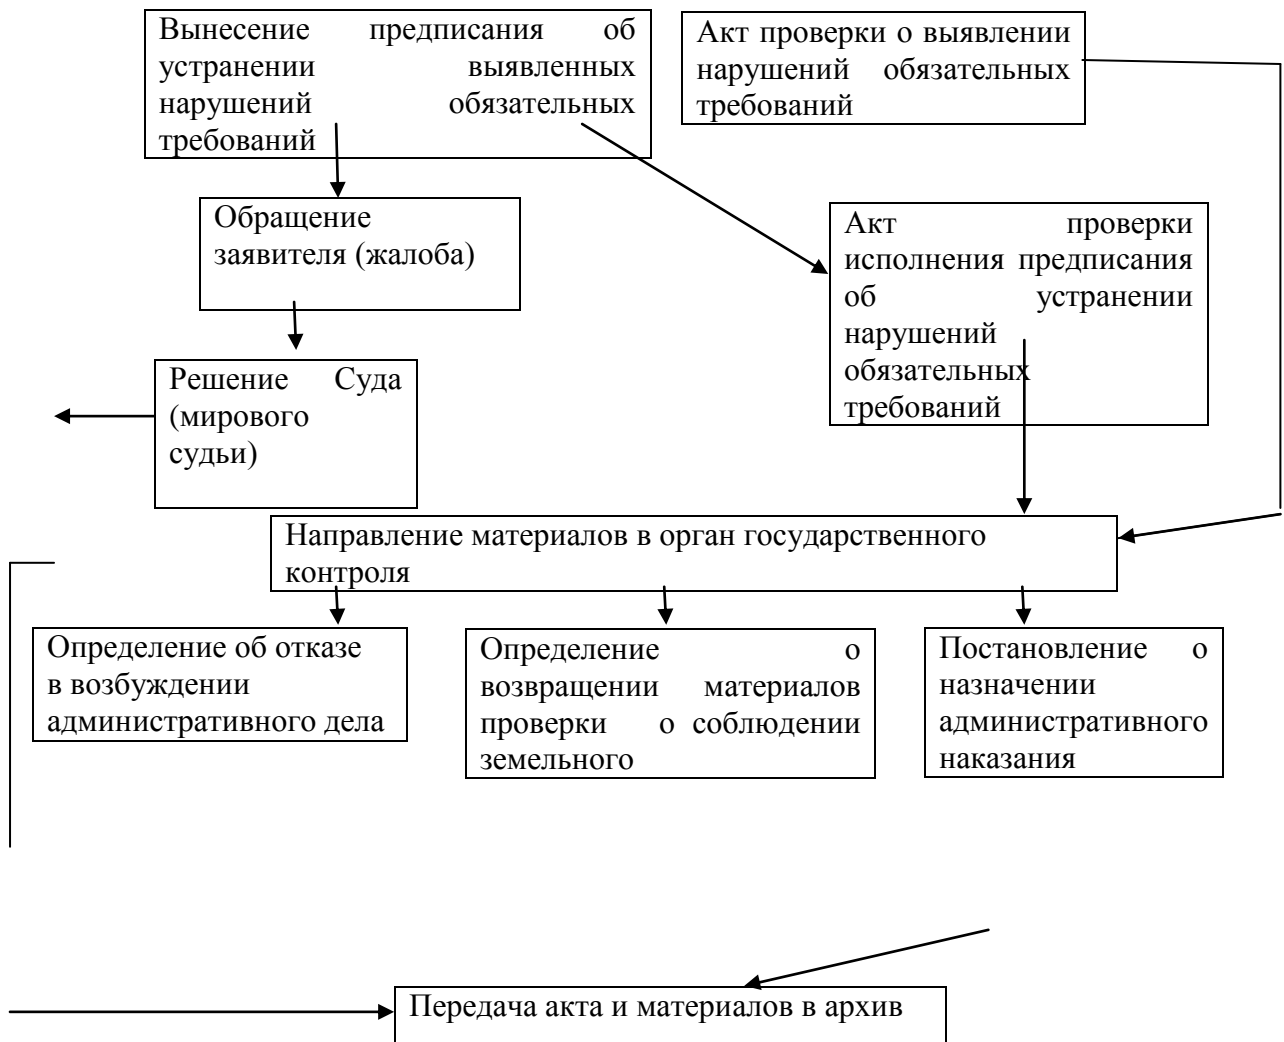 Вынесение предписания об
устранении выявленных
нарушений обязательных
требований
Акт проверки о выявлении
нарушений обязательных
требований
Обращение
заявителя (жалоба)
Акт проверки
исполнения предписания
об устранении
нарушений
обязательных
требований
Решение Суда
(мирового
судьи)
Направление материалов в орган государственного
контроля
Определение об отказе
в возбуждении
административного дела
Определение о
возвращении материалов
проверки о соблюдении
земельного
Постановление о
назначении
административного
наказания
Передача акта и материалов в архив